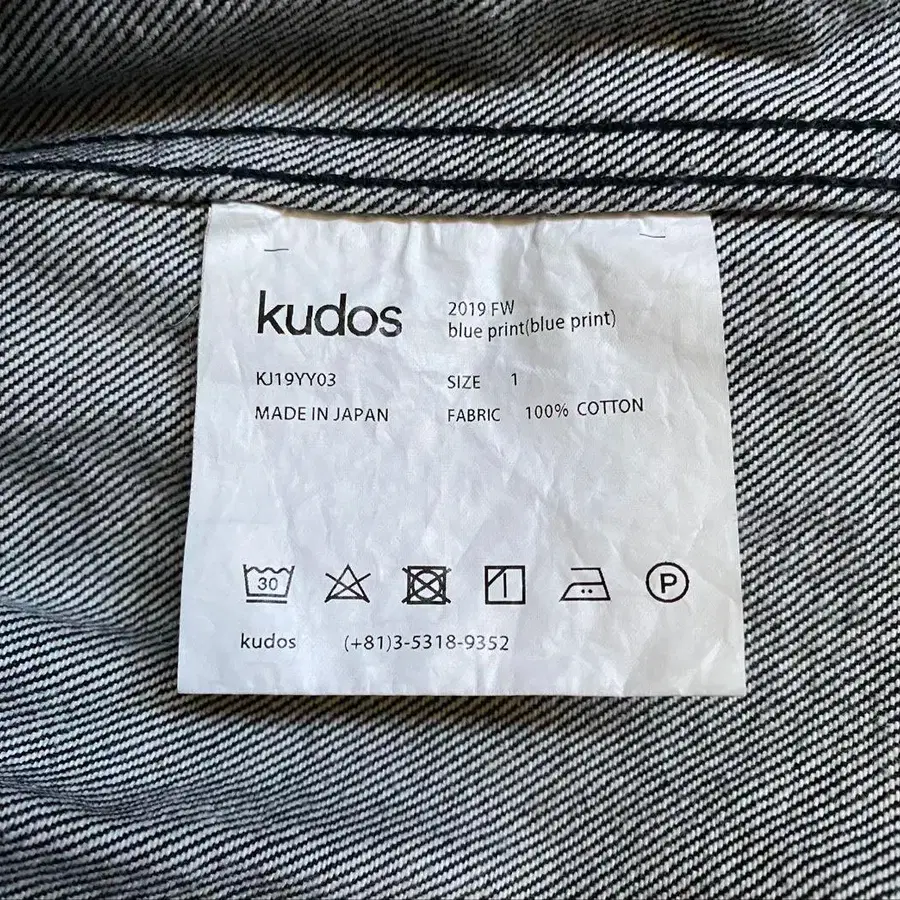 kudos
2019 FW
blue print(blue print)
KJ19YY03
SIZE 1
MADE IN JAPAN
FABRIC 100% COTTON
30
P
kudos (+81)3-5318-9352